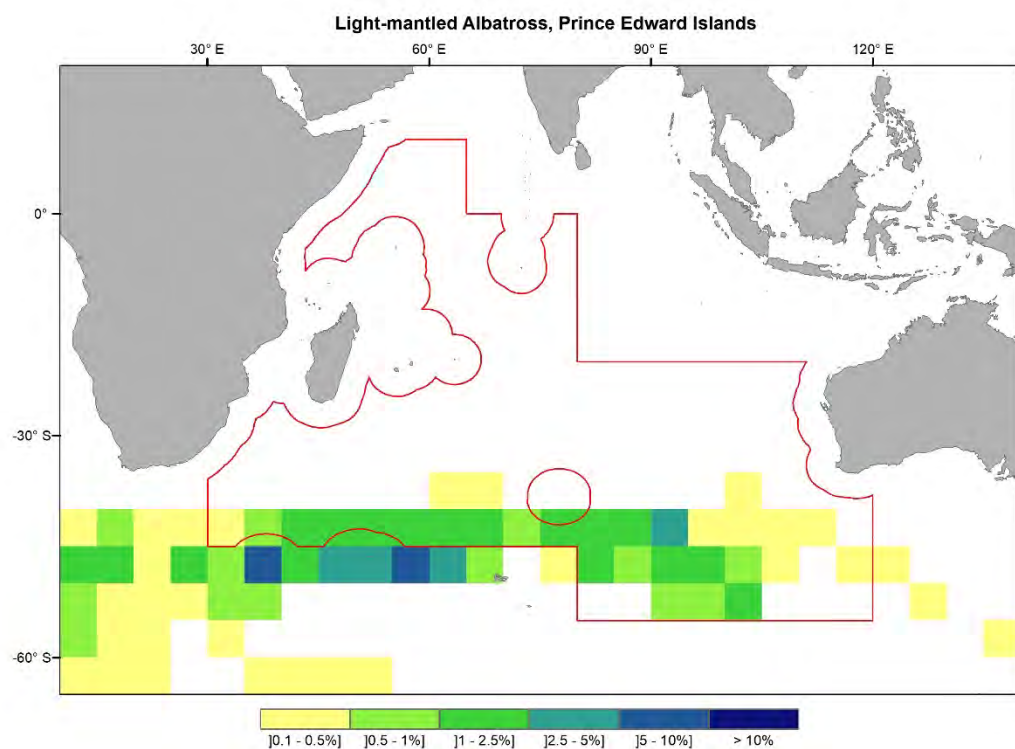 Light-mantled Albatross, Prince Edward Islands
30° E 60° E 90° E 120° E
0°
-30° S
-60° S
]0.1 - 0.5%] ]0.5 - 1%] ]1 - 2.5%] ]2.5 - 5%] ]5 - 10%] > 10%